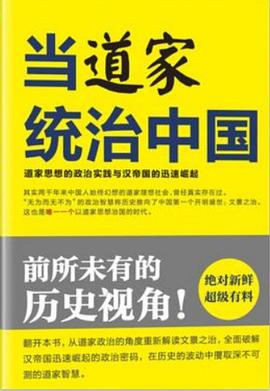 当道家
统治中国
道家思想的政治实践与汉帝国的迅速崛起
其实两千年来中国人始终幻想的道家理想社会，曾经真实存在过。
“无为而无不为”的政治智慧将历史推向了中国第一个开明盛世：文景之治。
这也是唯一一个以道家思想治国的时代。
前所未有的
历史视角！
绝对新鲜
超级有料
翻开本书，从道家政治的角度重新解读文景之治，全面破解
汉帝国迅速崛起的政治密码，在历史的波动中攫取深不可
测的道家智慧。